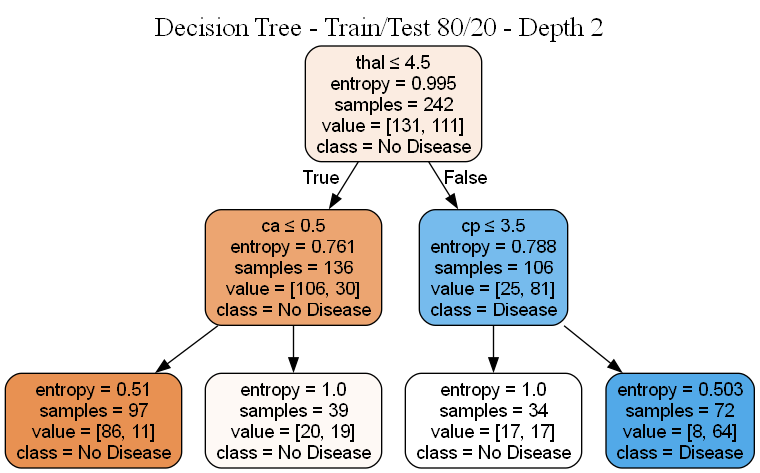 Decision Tree - Train/Test 80/20 - Depth 2
thal ≤ 4.5
entropy = 0.995
samples = 242
value = [131, 111]
class = No Disease
True
False
ca ≤ 0.5
entropy = 0.761
samples = 136
value = [106, 30]
class = No Disease
cp ≤ 3.5
entropy = 0.788
samples = 106
value = [25, 81]
class = Disease
entropy = 0.51
samples = 97
value = [86, 11]
class = No Disease
entropy = 1.0
samples = 39
value = [20, 19]
class = No Disease
entropy = 1.0
samples = 34
value = [17, 17]
class = No Disease
entropy = 0.503
samples = 72
value = [8, 64]
class = Disease